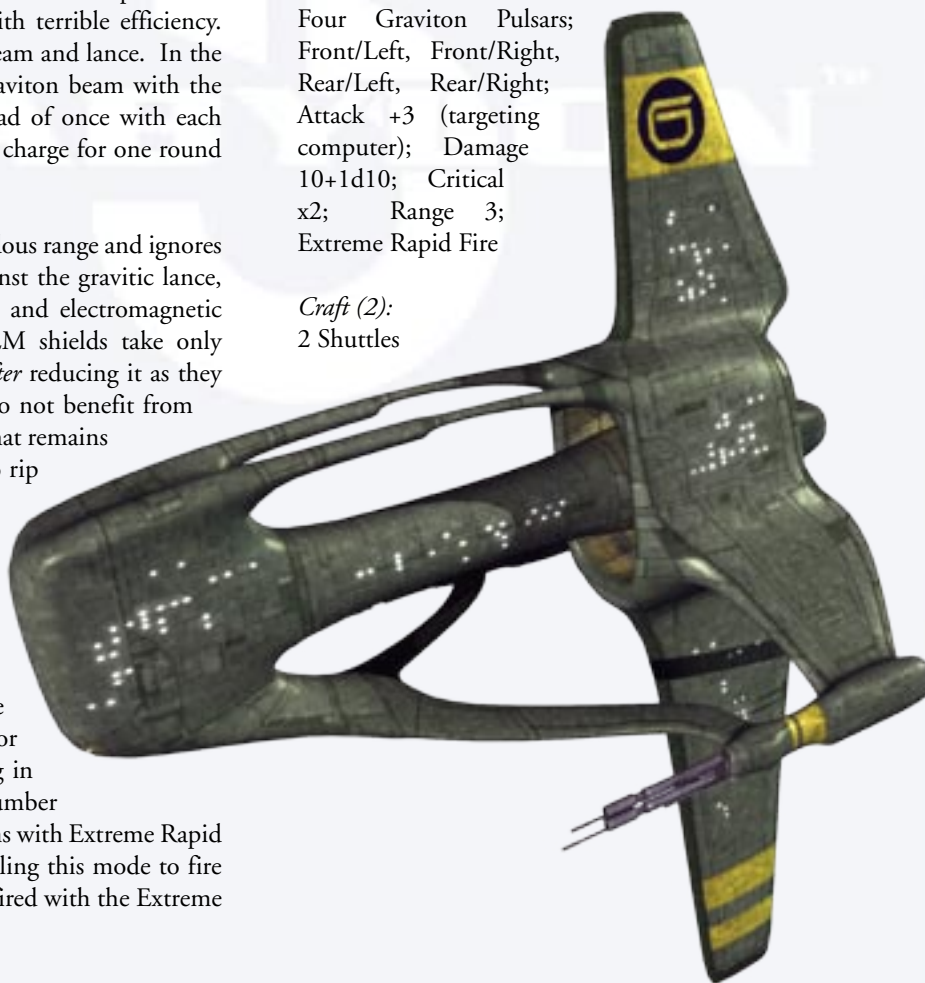 ith terrible efficiency.
eam and lance. In the
aviton beam with the
ad of once with each
charge for one round
ious range and ignores
nst the gravitic lance,
and electromagnetic
shields take only
ter reducing it as they
o not benefit from
hat remains
rip
e
or
g in
umber
ns with Extreme Rapid
ling this mode to fire
ired with the Extreme
Four Graviton Pulsars;
Front/Left, Front/Right,
Rear/Left, Rear/Right;
Attack +3 (targeting
computer); Damage
10+1d10; Critical
x2; Range 3;
Extreme Rapid Fire
Craft (2):
2 Shuttles